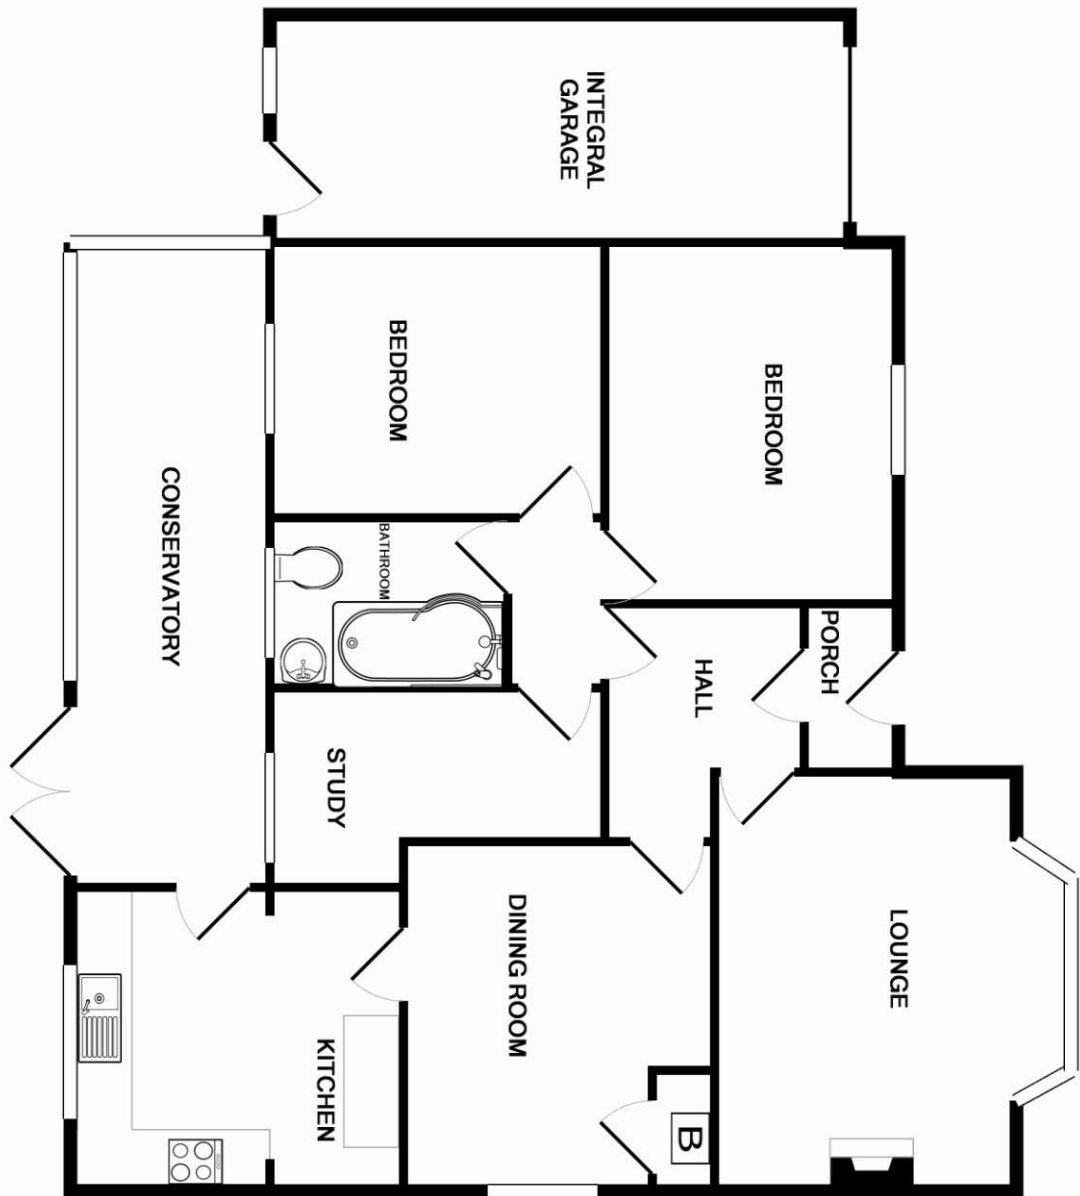 INTEGRAL
GARAGE
BEDROOM
BEDROOM
CONSERVATORY
BATHROOM
PORCH
HALL
STUDY
DINING ROOM
LOUNGE
KITCHEN
B